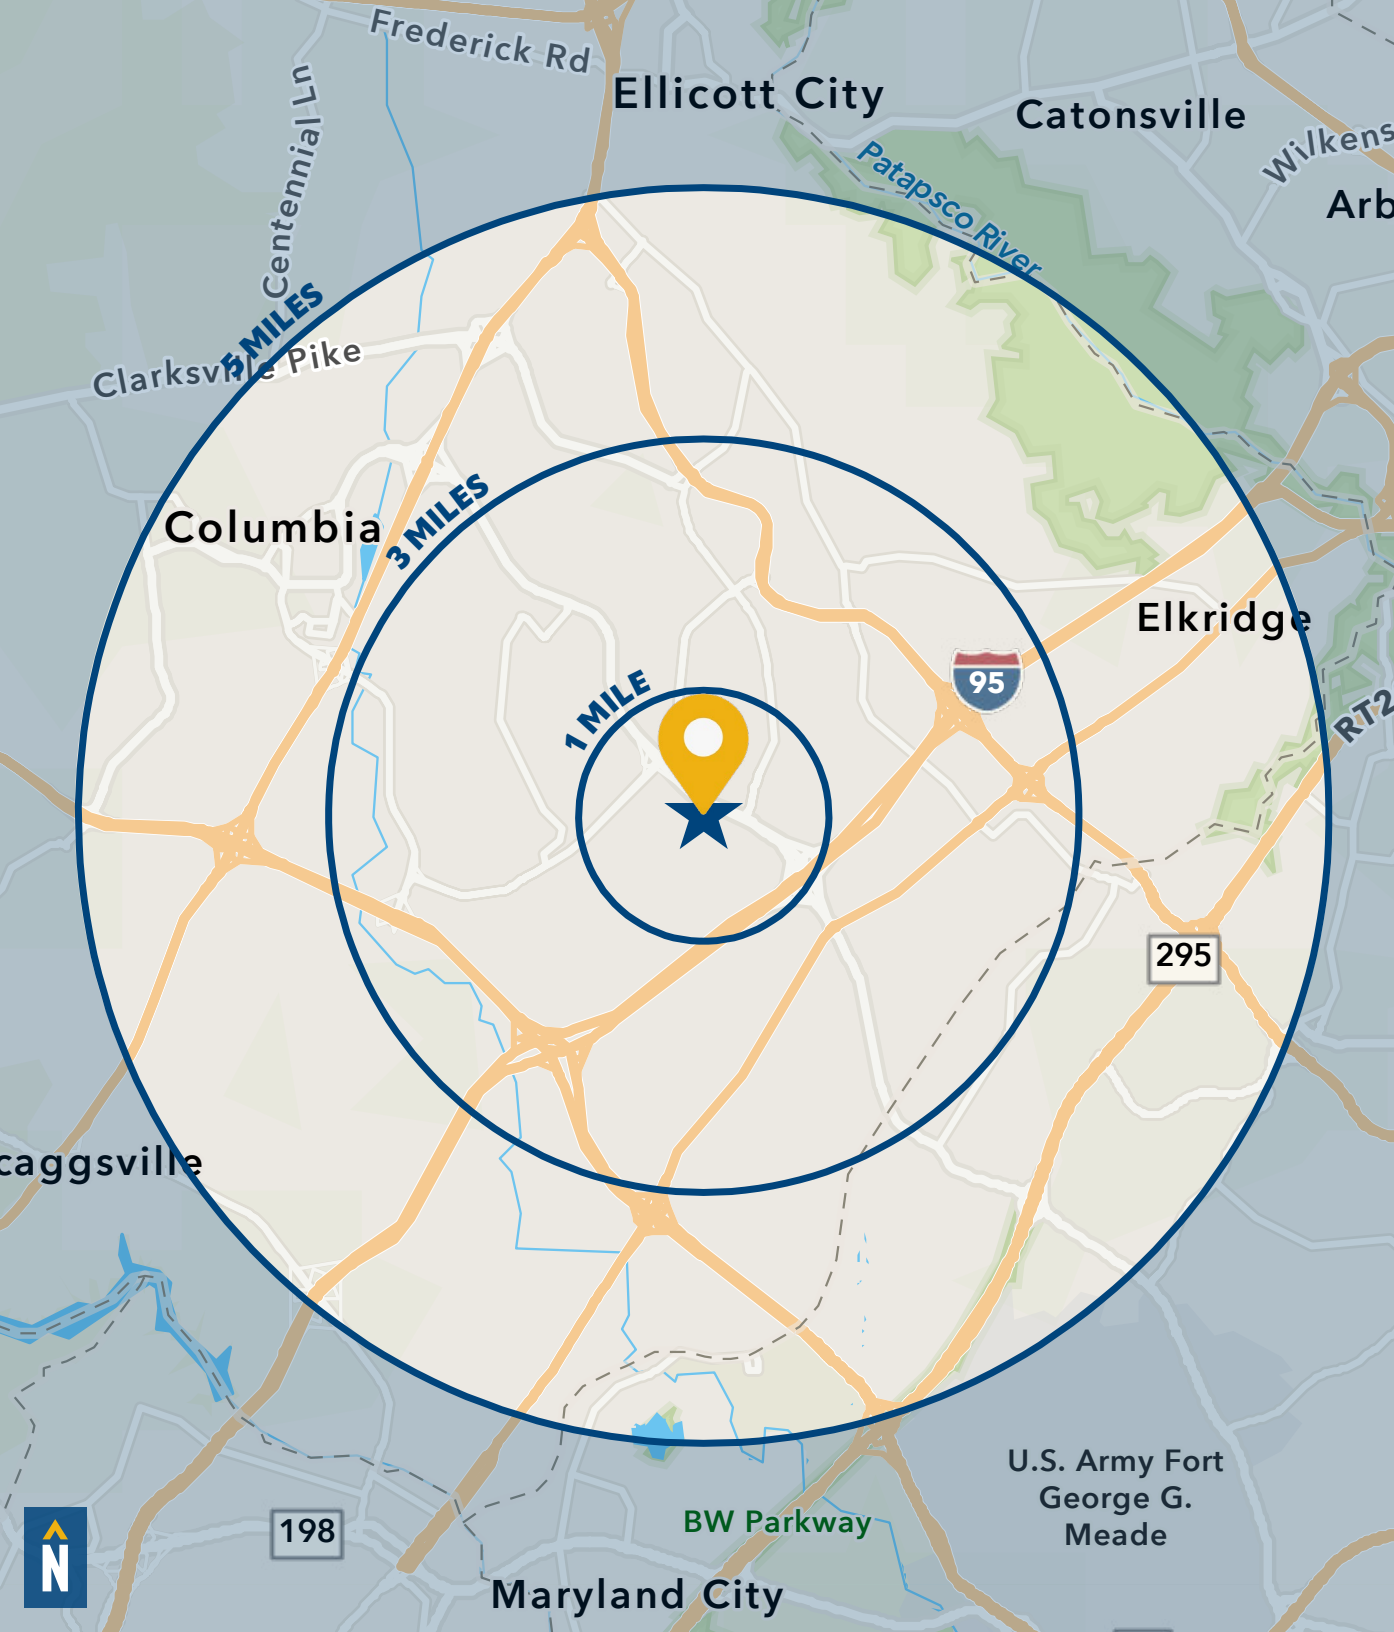 Frederick Rd
Ellicott City
Catonsville
Centennial Ln
Patapsco River
Wilkens
Arb
5 MILES
Clarksville Pike
3 MILES
Columbia
Elkridge
1 MILE
95
RT2
295
caggsville
U.S. Army Fort
George G.
Meade
BW Parkway
198
N
Maryland City